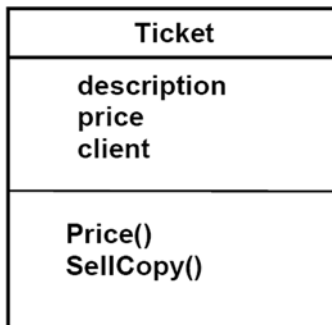 Ticket
description
price
client
Price()
SellCopy()